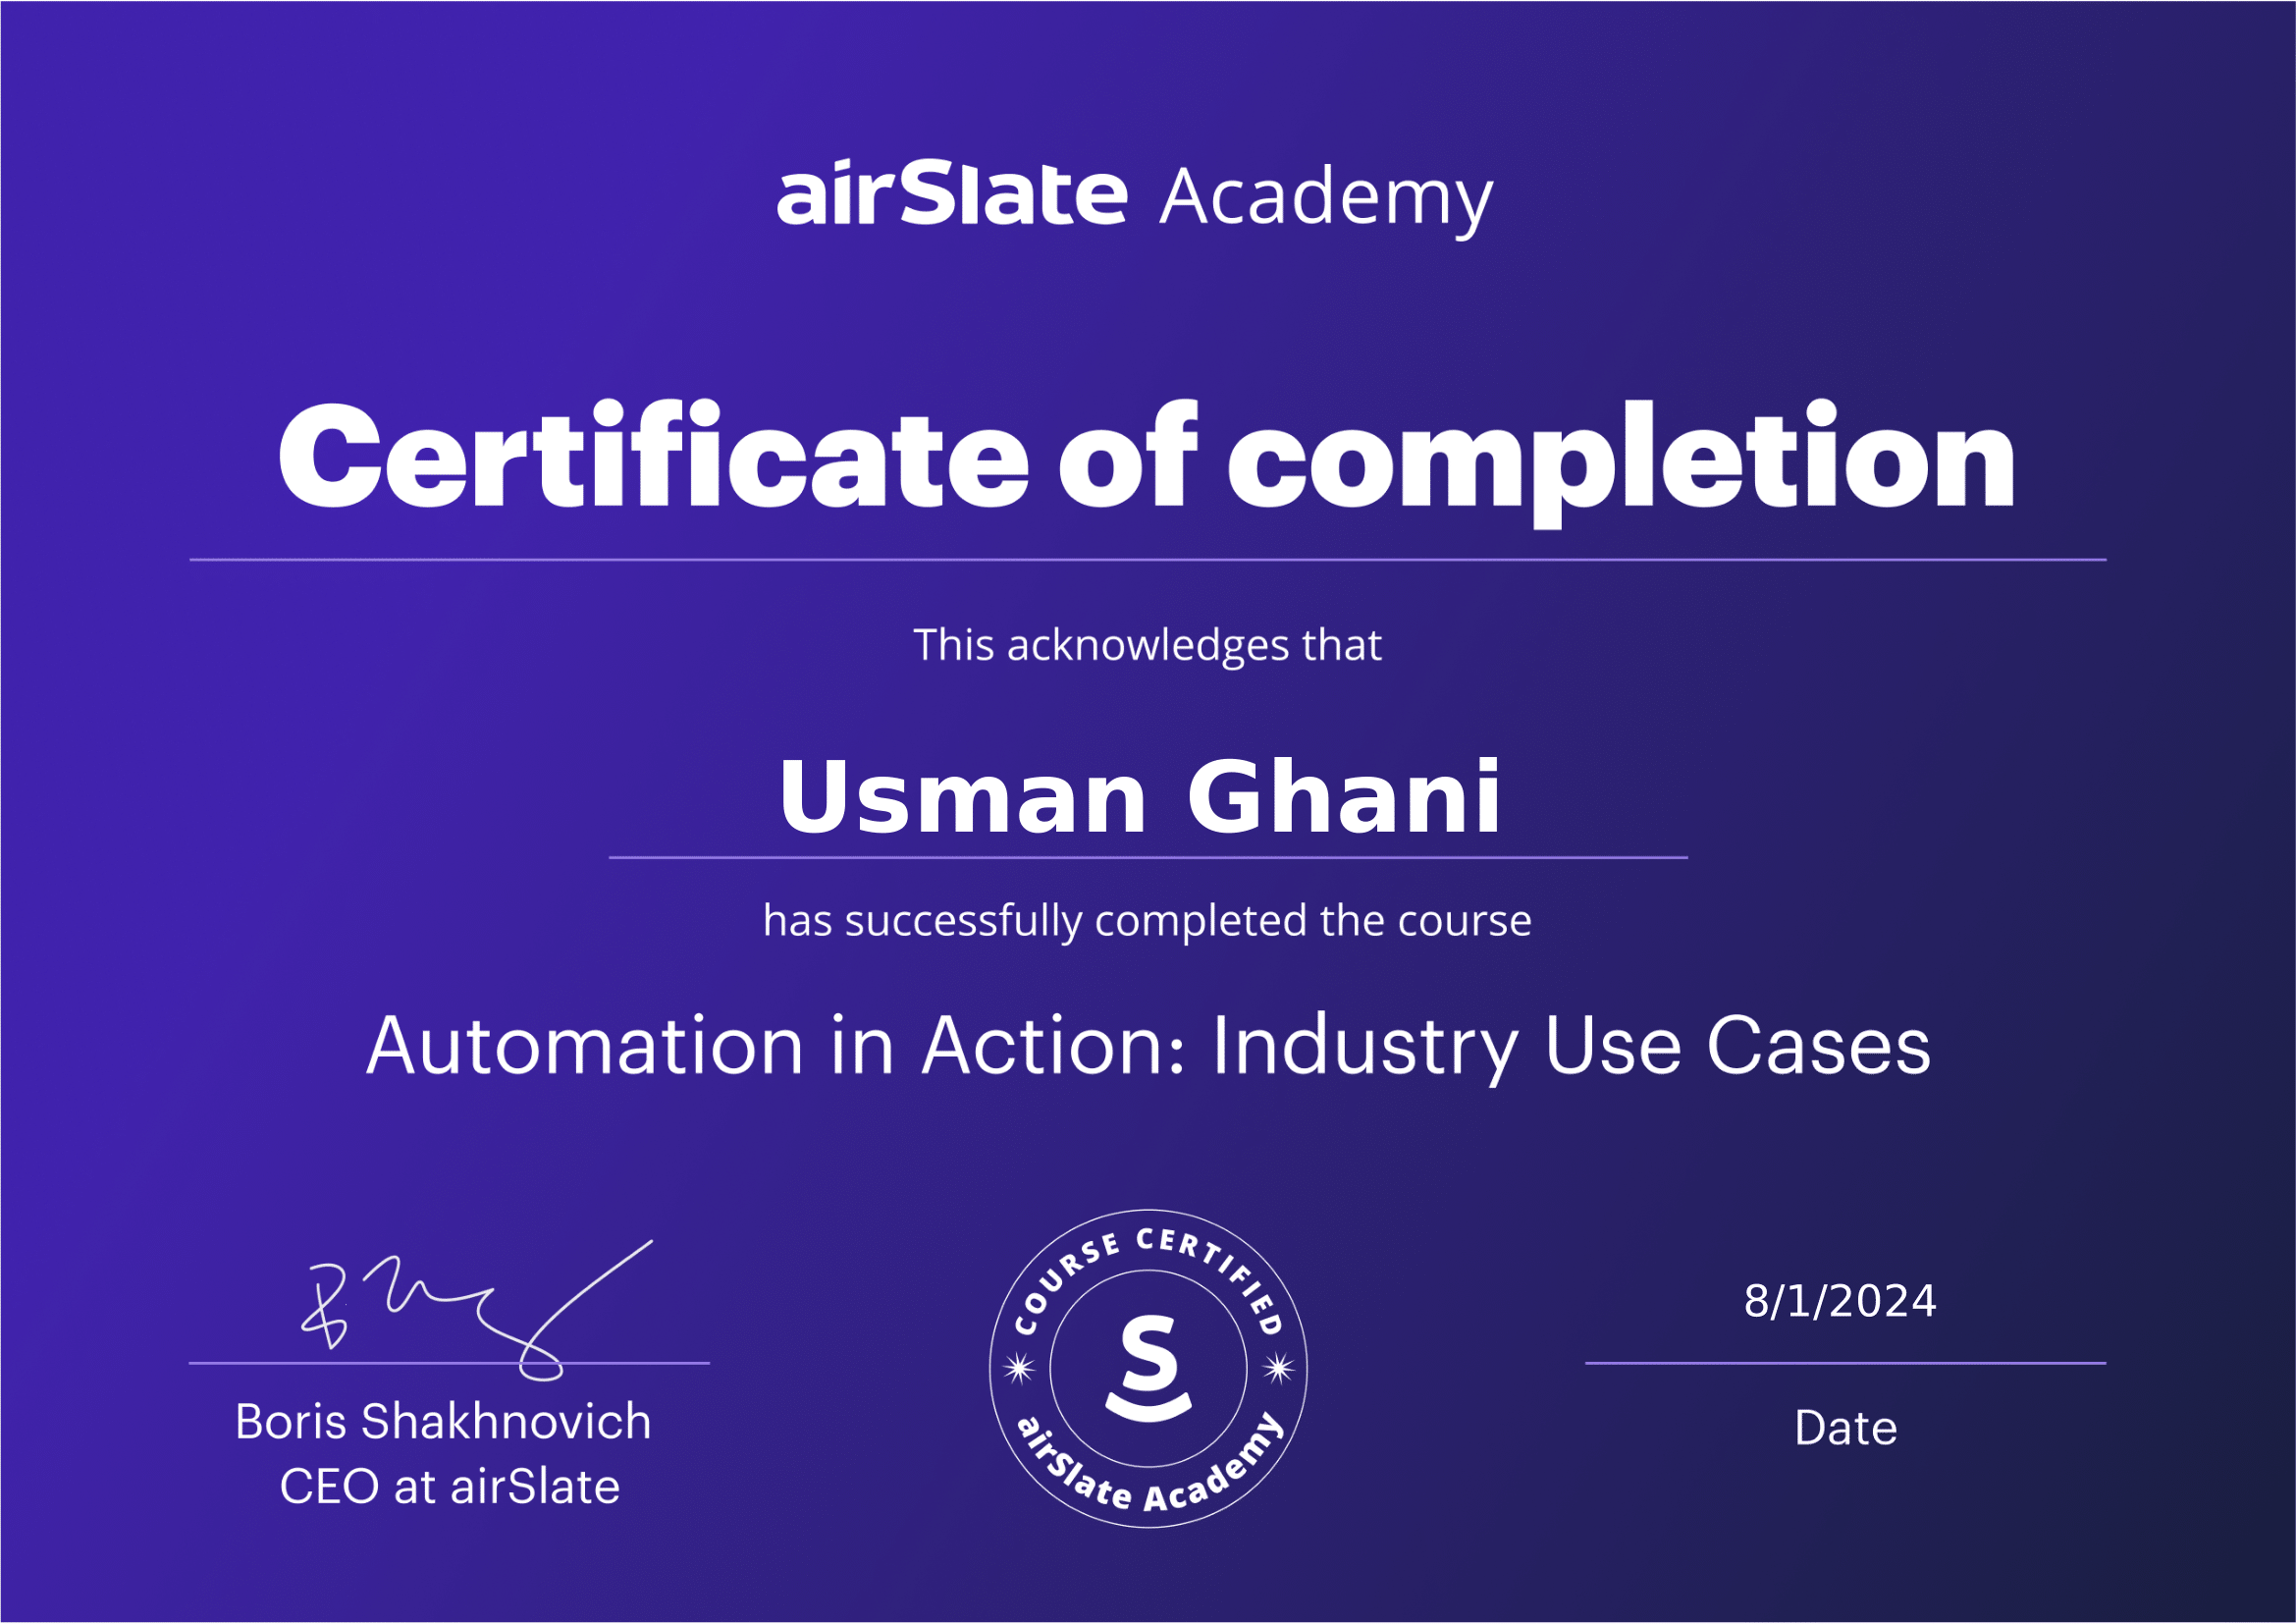 airSlate Academy
Certificate of completion
This acknowledges that
Usman Ghani
has successfully completed the course
Automation in Action: Industry Use Cases
Boris Shakhnovich
CEO at airSlate
COURSE CERTIFIED
S
airSlate Academy
8/1/2024
Date